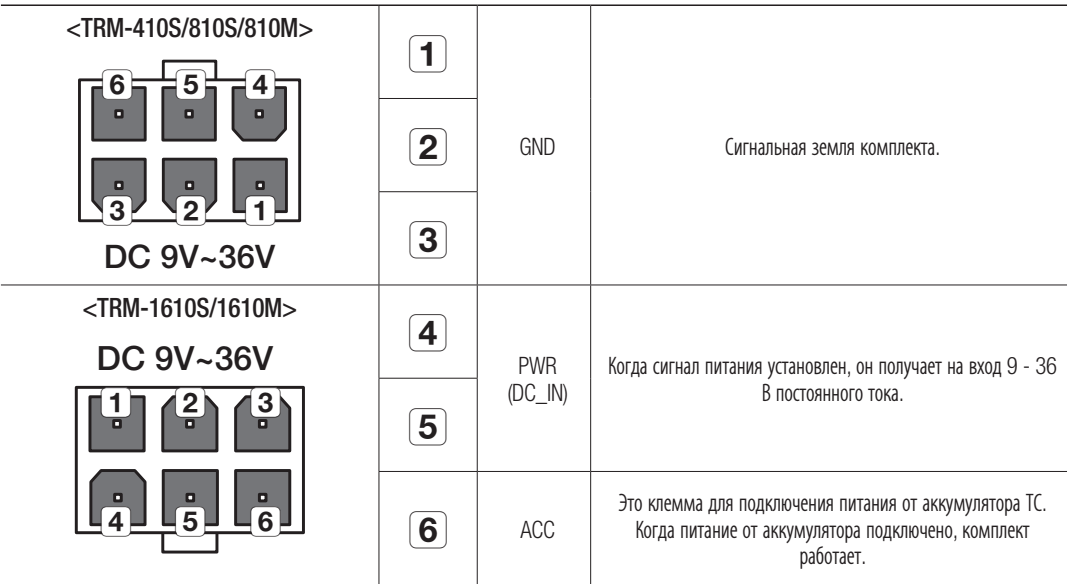 <TRM-410S/810S/810M>
6 5 4
3 2 1
DC 9V~36V
<TRM-1610S/1610M>
DC 9V~36V
1 2 3
4 5 6
1
2
3
GND
Сигнальная земля комплекта.
4
5
PWR
(DC_IN)
Когда сигнал питания установлен, он получает на вход 9 - 36
В постоянного тока.
6
ACC
Это клемма для подключения питания от аккумулятора ТС.
Когда питание от аккумулятора подключено, комплект
работает.